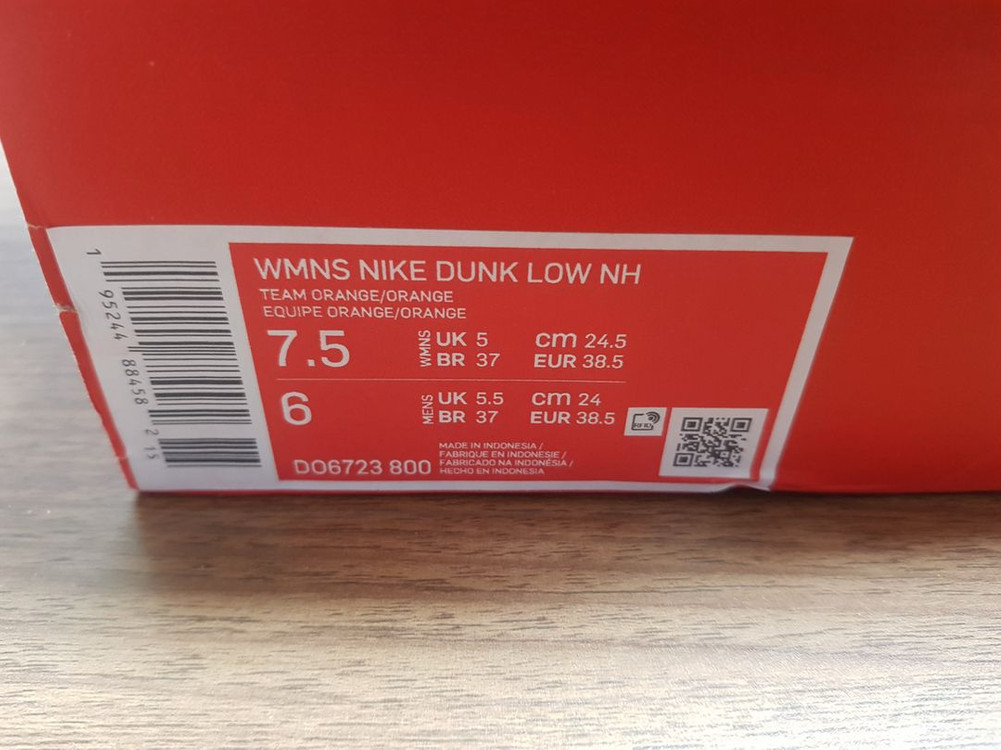 WMNS NIKE DUNK LOW NH
TEAM ORANGE/ORANGE
EQUIPE ORANGE/ORANGE
7.5 WMNS UK 5 cm 24.5
BR 37 EUR 38.5
6 MENS UK 5.5 cm 24
BR 37 EUR 38.5
RFID
DO6723 800
MADE IN INDONESIA /
FABRIQUE EN INDONESIE /
FABRICADO NA INDONÉSIA /
HECHO EN INDONESIA
1 95244 88458 2 15